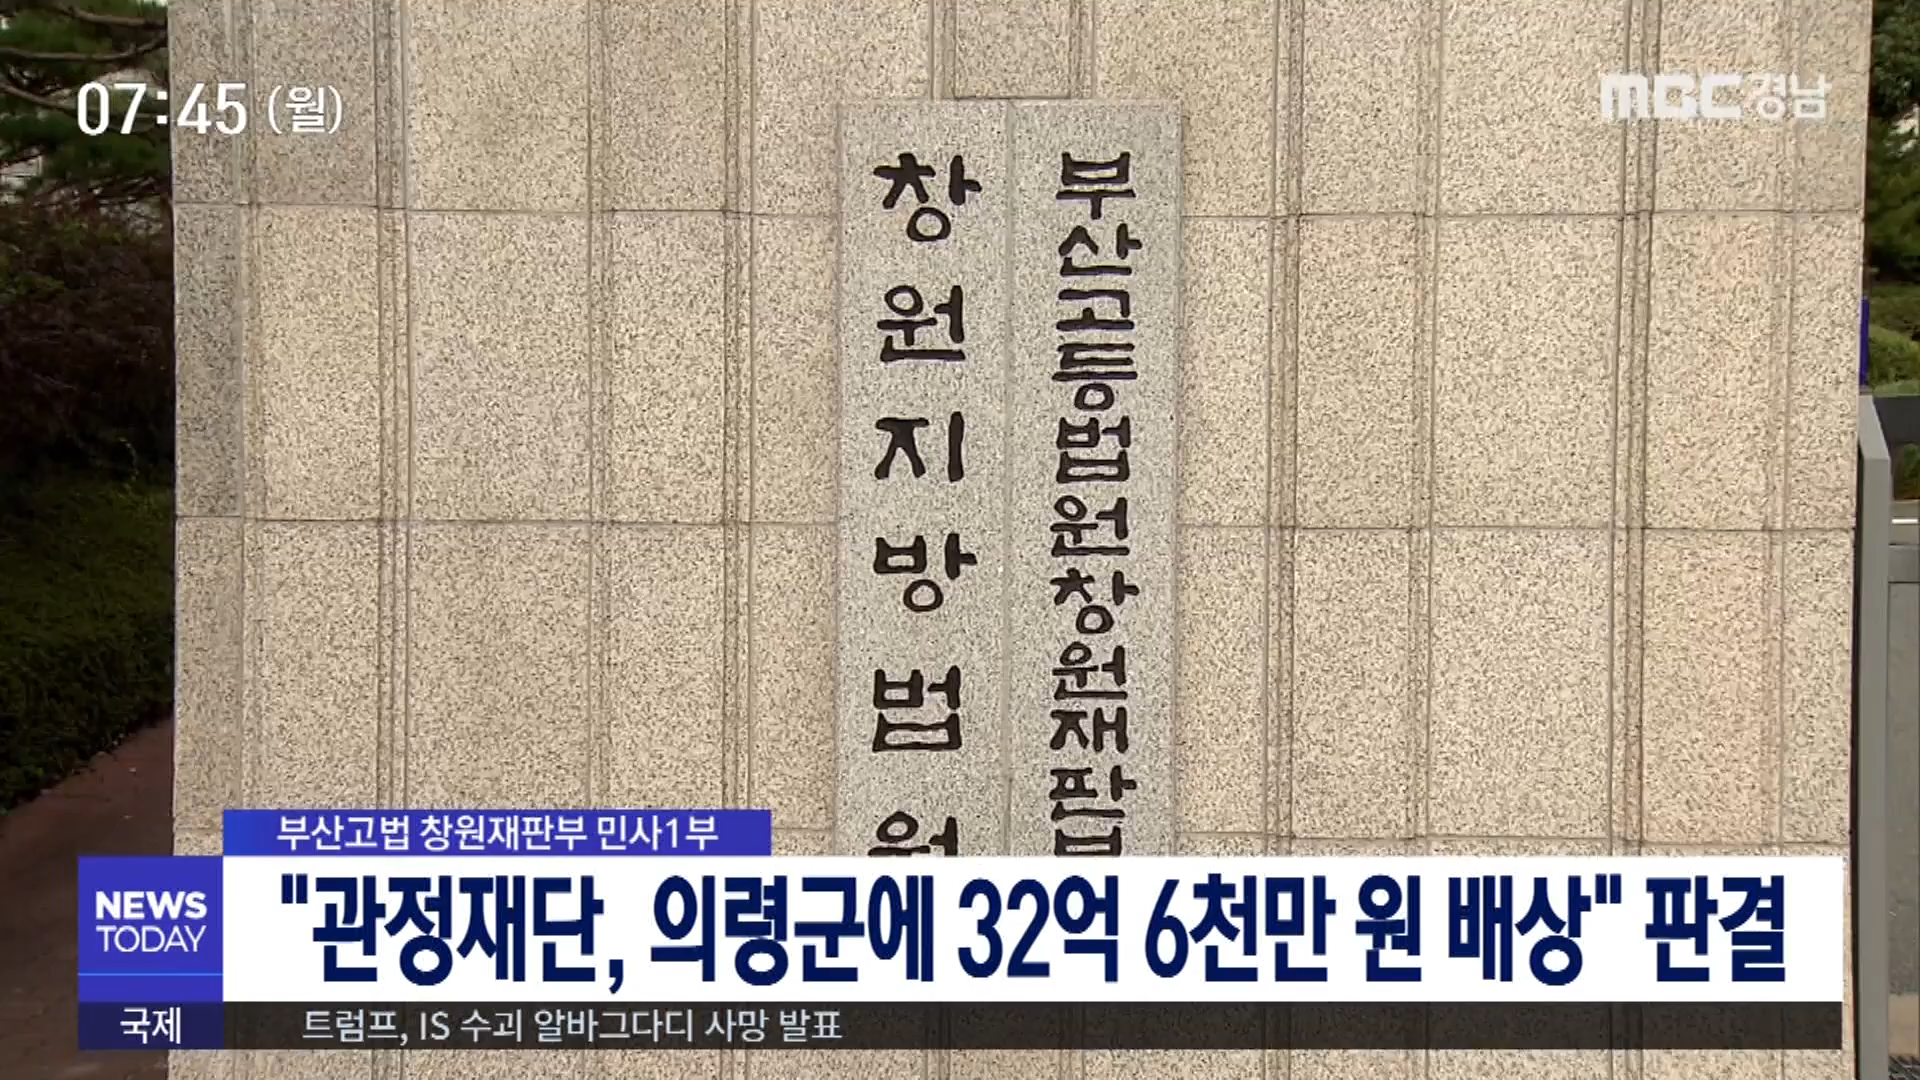 07:45 (월)
MBC경남
창원지방법원
부산고등법원창원재판부
부산고법 창원재판부 민사1부
NEWS
TODAY
"관정재단, 의령군에 32억 6천만 원 배상" 판결
국제
트럼프, IS 수괴 알바그다디 사망 발표